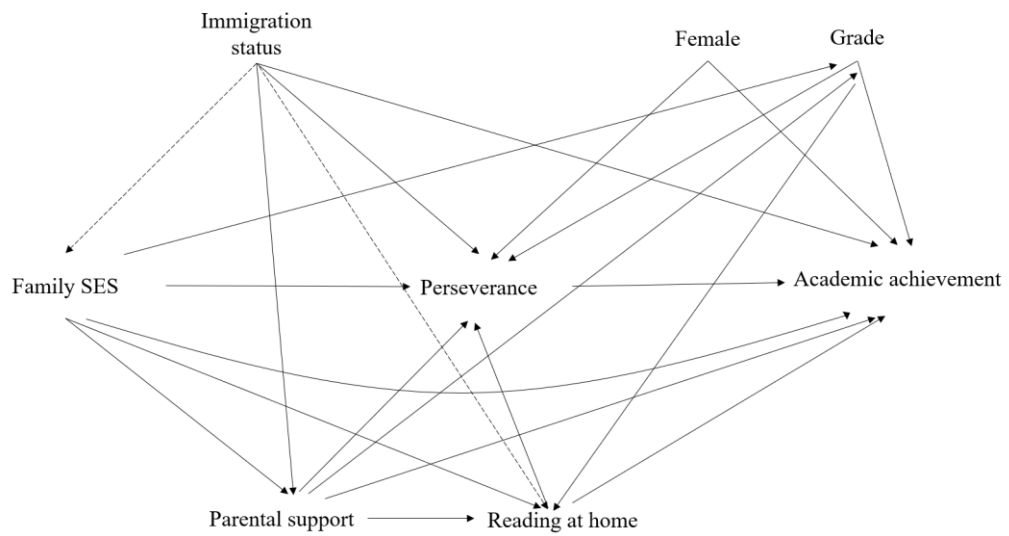 Immigration
status
Female
Grade
Family SES
Perseverance
Academic achievement
Parental support
Reading at home